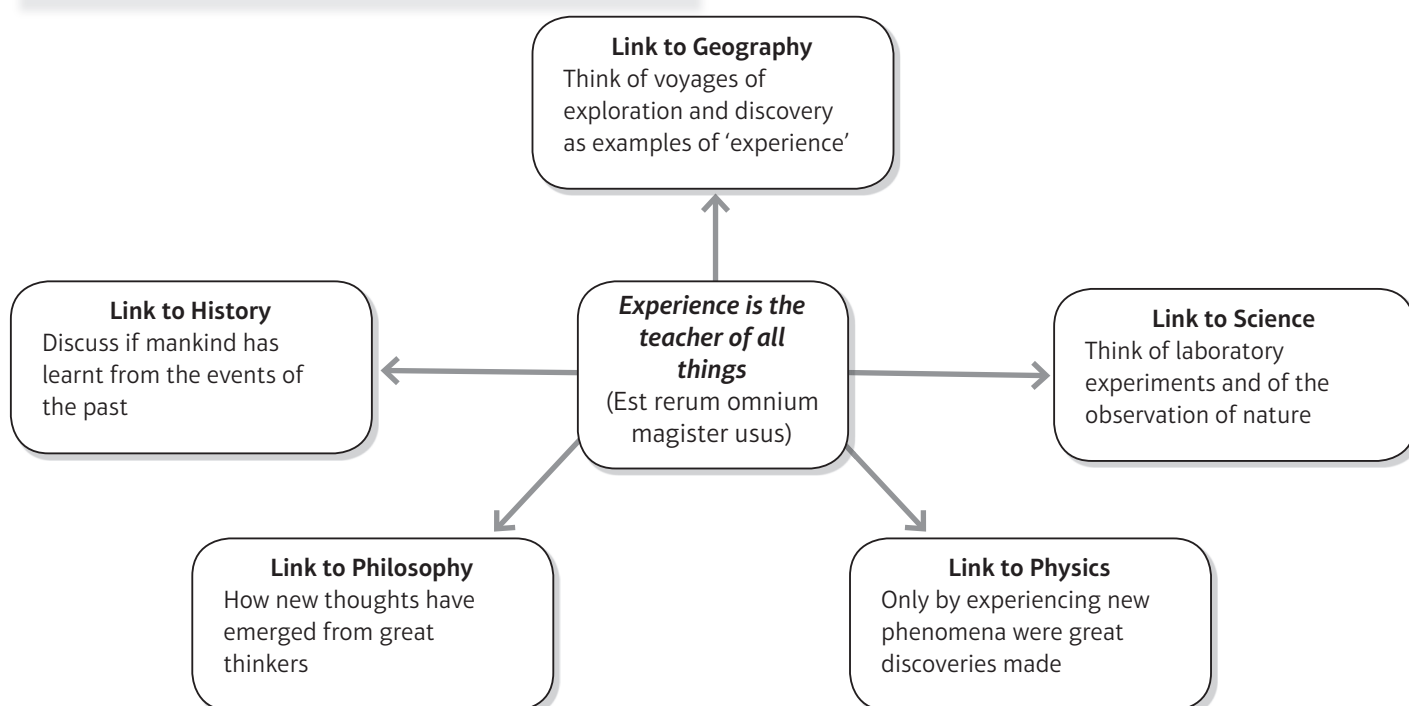 Link to Geography
Think of voyages of
exploration and discovery
as examples of ‘experience’
Link to History
Discuss if mankind has
learnt from the events of
the past
Experience is the
teacher of all
things
(Est rerum omnium
magister usus)
Link to Science
Think of laboratory
experiments and of the
observation of nature
Link to Philosophy
How new thoughts have
emerged from great
thinkers
Link to Physics
Only by experiencing new
phenomena were great
discoveries made